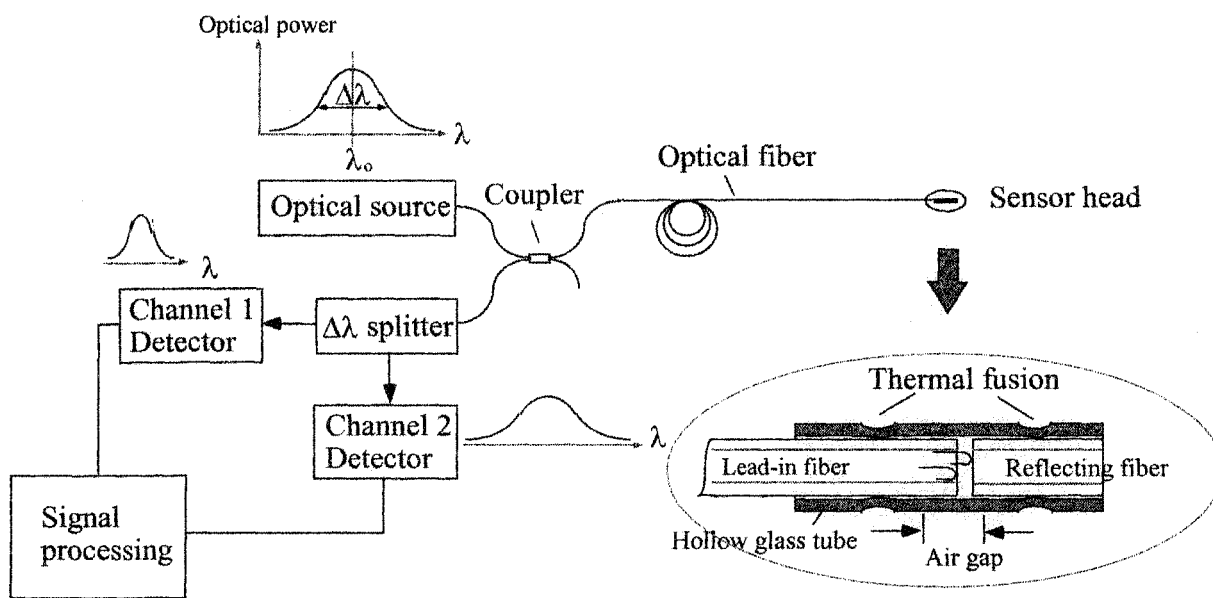 Optical power
Δλ
λ
λo
Optical source
Coupler
Optical fiber
Sensor head
λ
Channel 1
Detector
Δλ splitter
Channel 2
Detector
λ
Signal
processing
Thermal fusion
Lead-in fiber
Reflecting fiber
Hollow glass tube
Air gap